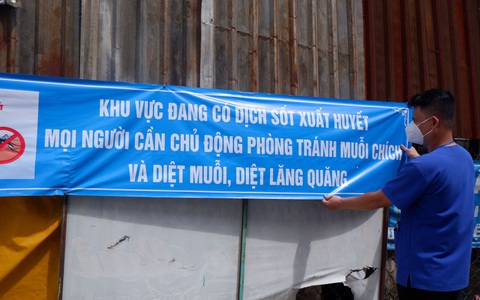 KHU VỰC ĐANG CÓ DỊCH SỐT XUẤT HUYẾT
MỌI NGƯỜI CẦN CHỦ ĐỘNG PHÒNG TRÁNH MUỖI CHÍCH
VÀ DIỆT MUỖI, DIỆT LĂNG QUĂNG